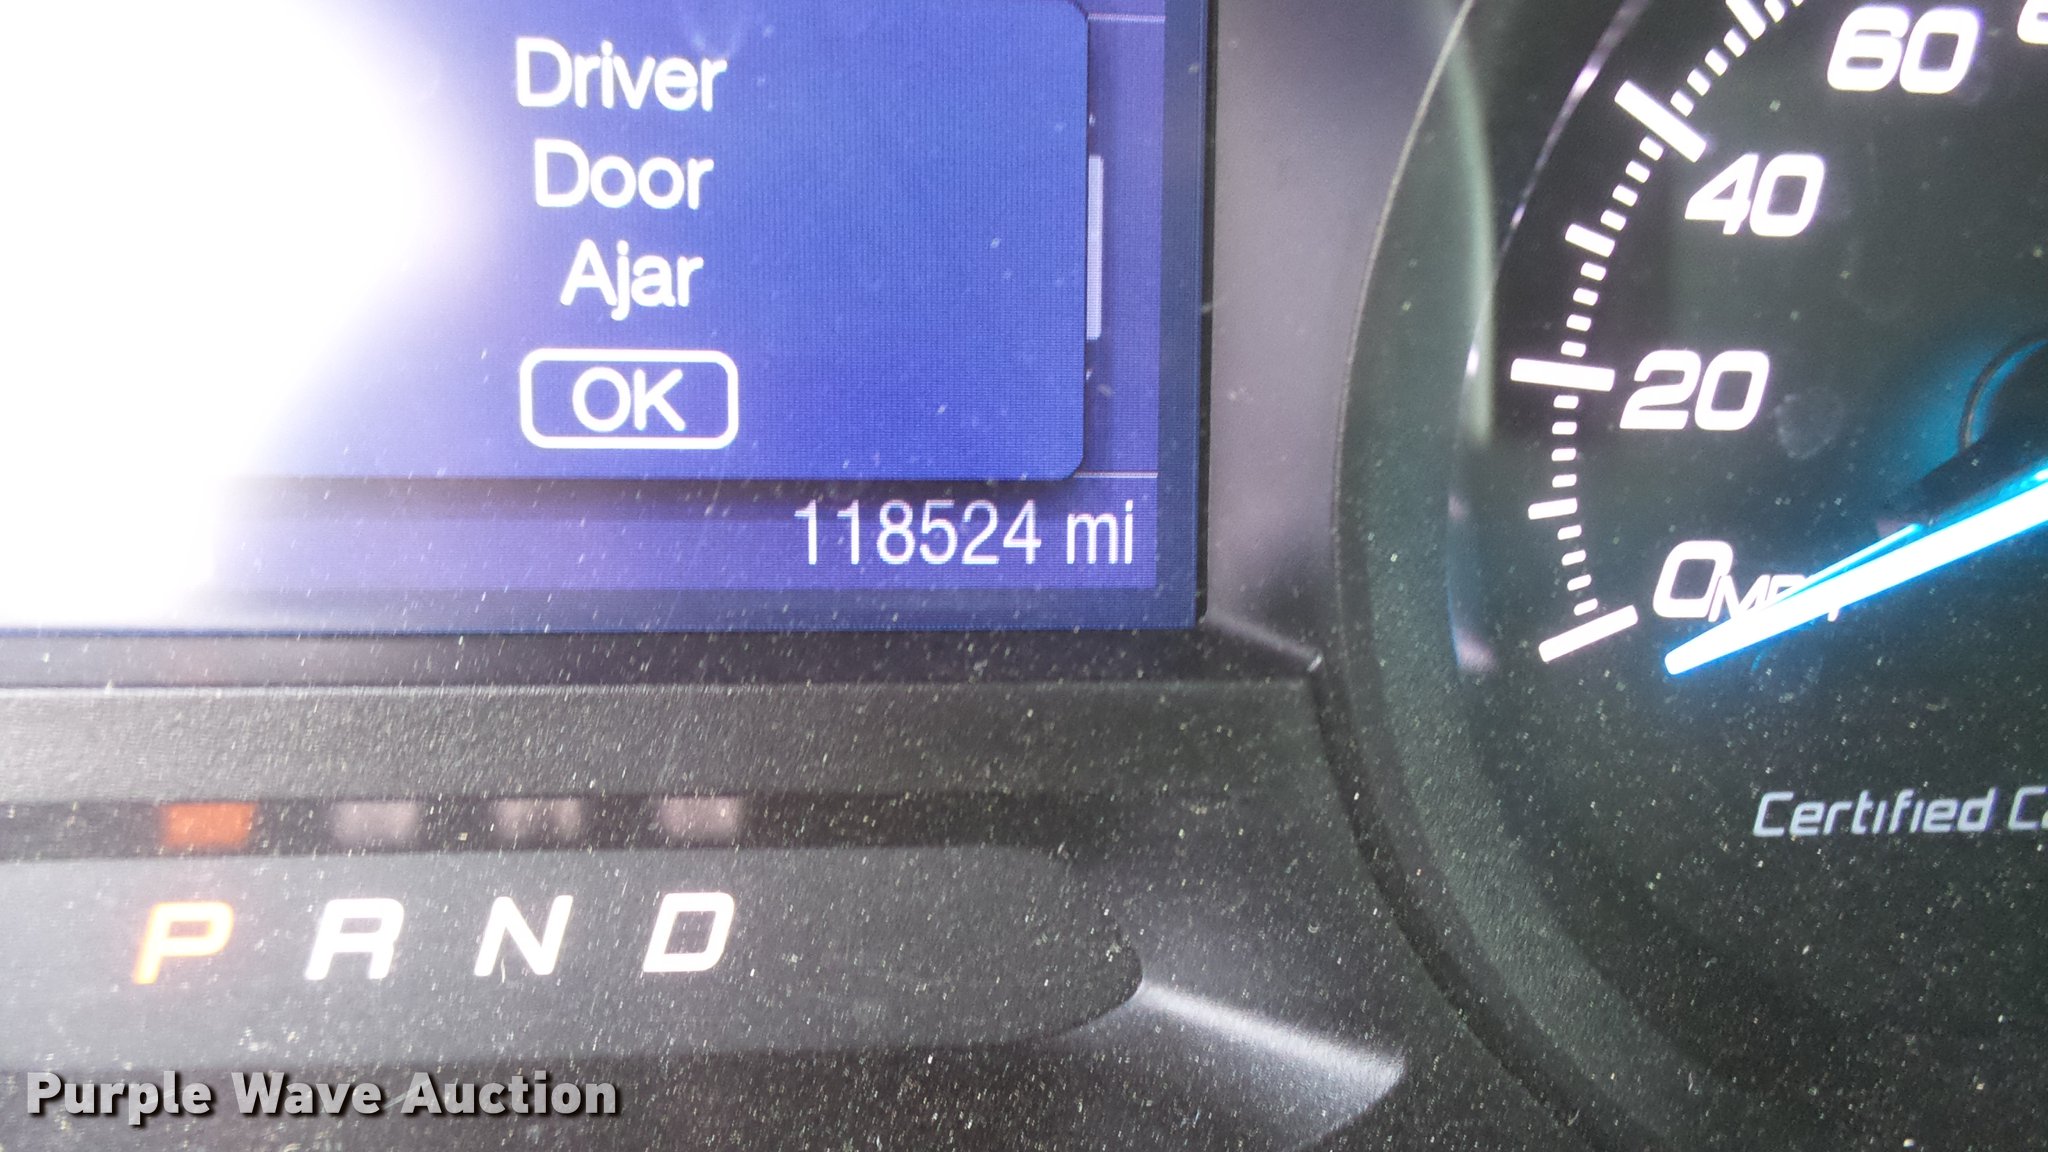 Driver
Door
Ajar
OK
118524 mi
60
40
20
0
Certified
P R N D
Purple Wave Auction